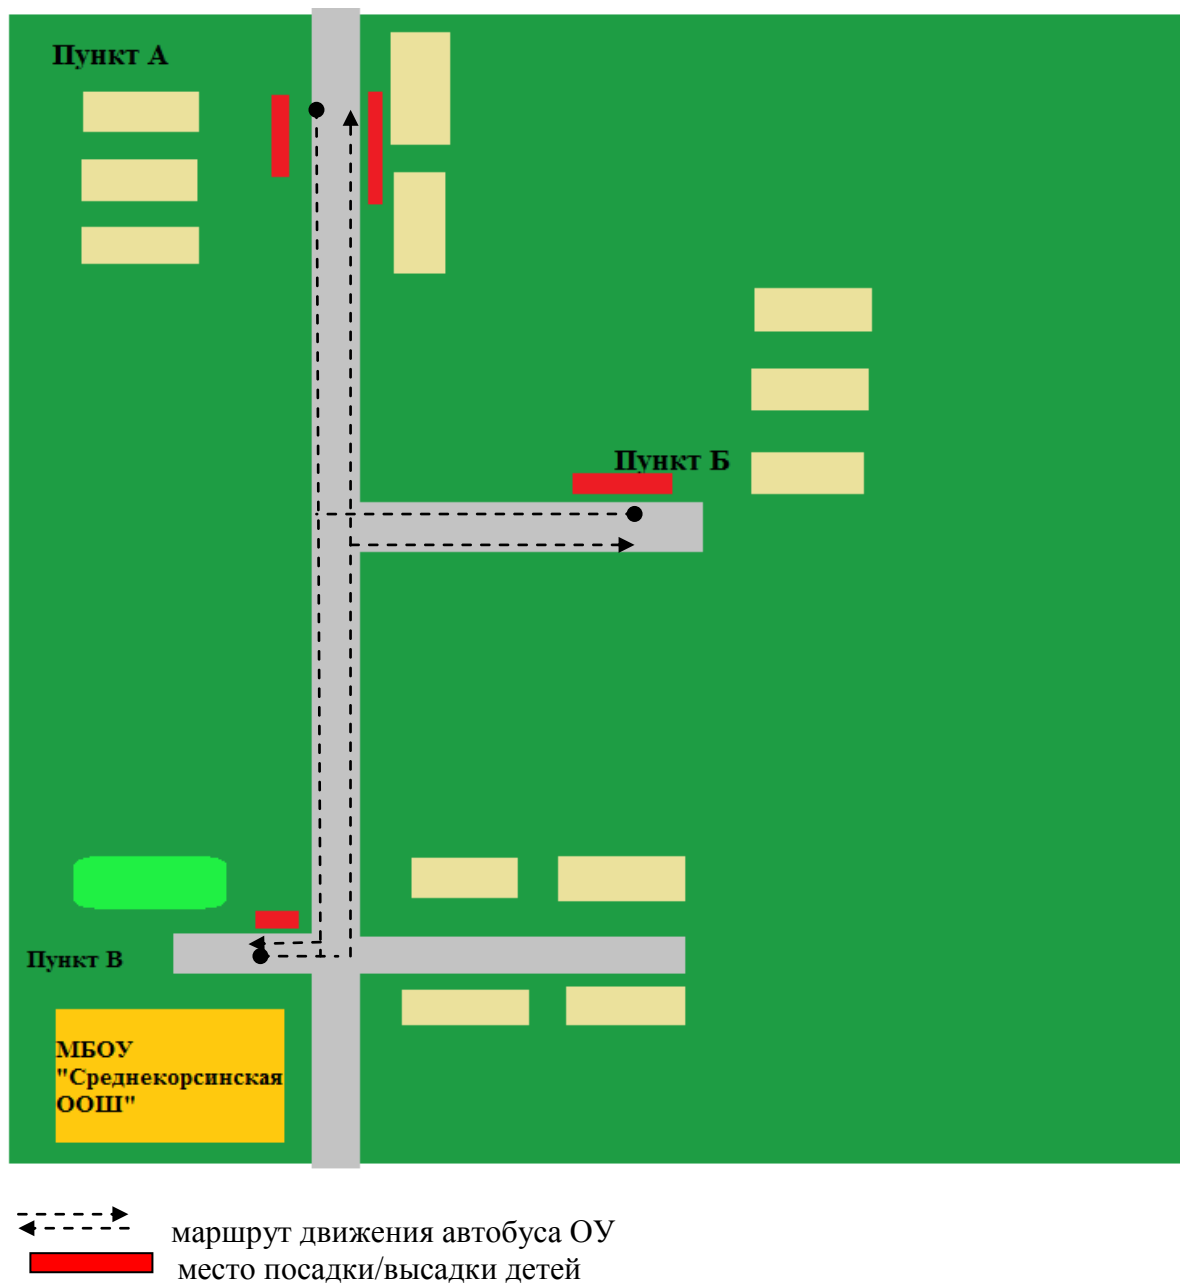 Пункт А
Пункт Б
Пункт В
МБОУ
"Среднекорсинская
ООШ"
маршрут движения автобуса ОУ
место посадки/высадки детей